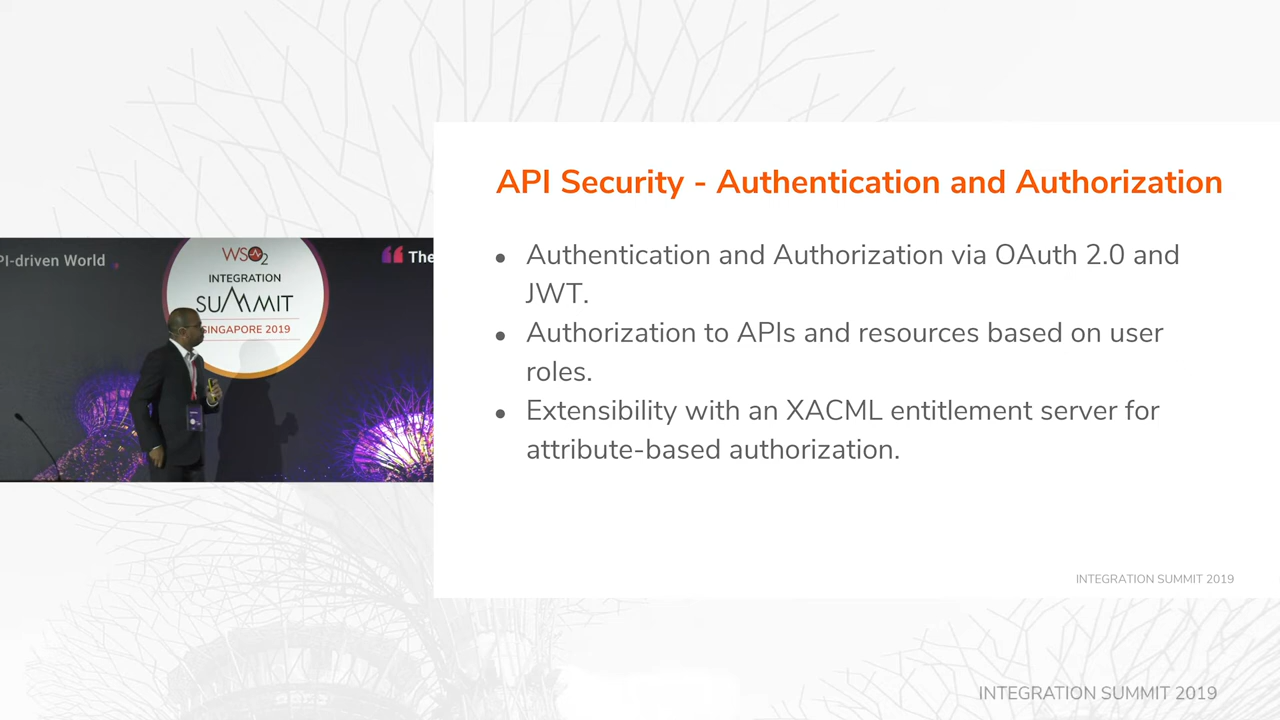 API Security - Authentication and Authorization
• Authentication and Authorization via OAuth 2.0 and
JWT.
• Authorization to APIs and resources based on user
roles.
• Extensibility with an XACML entitlement server for
attribute-based authorization.
INTEGRATION SUMMIT 2019
PI-driven World
WSO2
INTEGRATION
SUMMIT
SINGAPORE 2019
The
INTEGRATION SUMMIT 2019